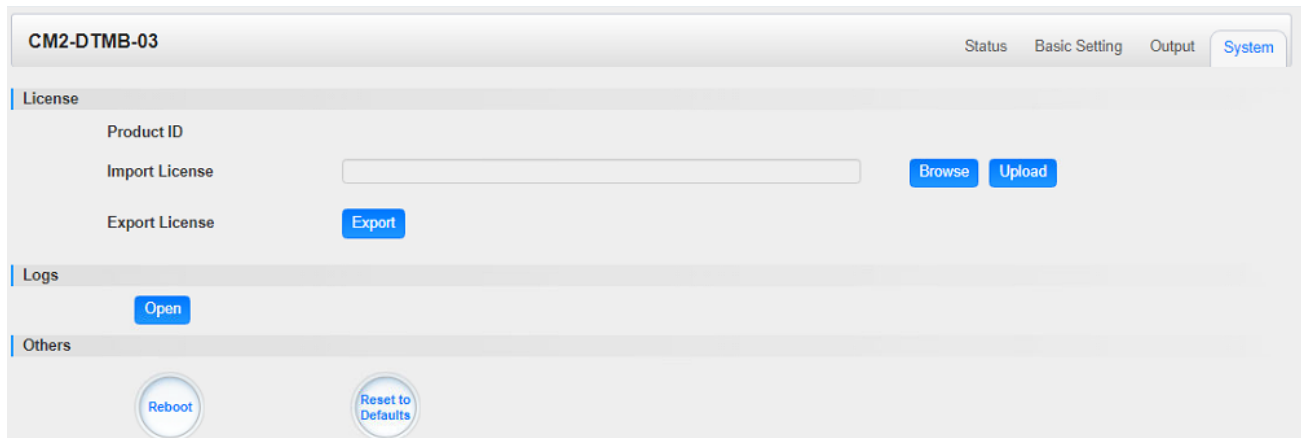 CM2-DTMB-03
Status Basic Setting Output System
License
Product ID
Import License Browse Upload
Export License Export
Logs
Open
Others
Reboot Reset to
Defaults